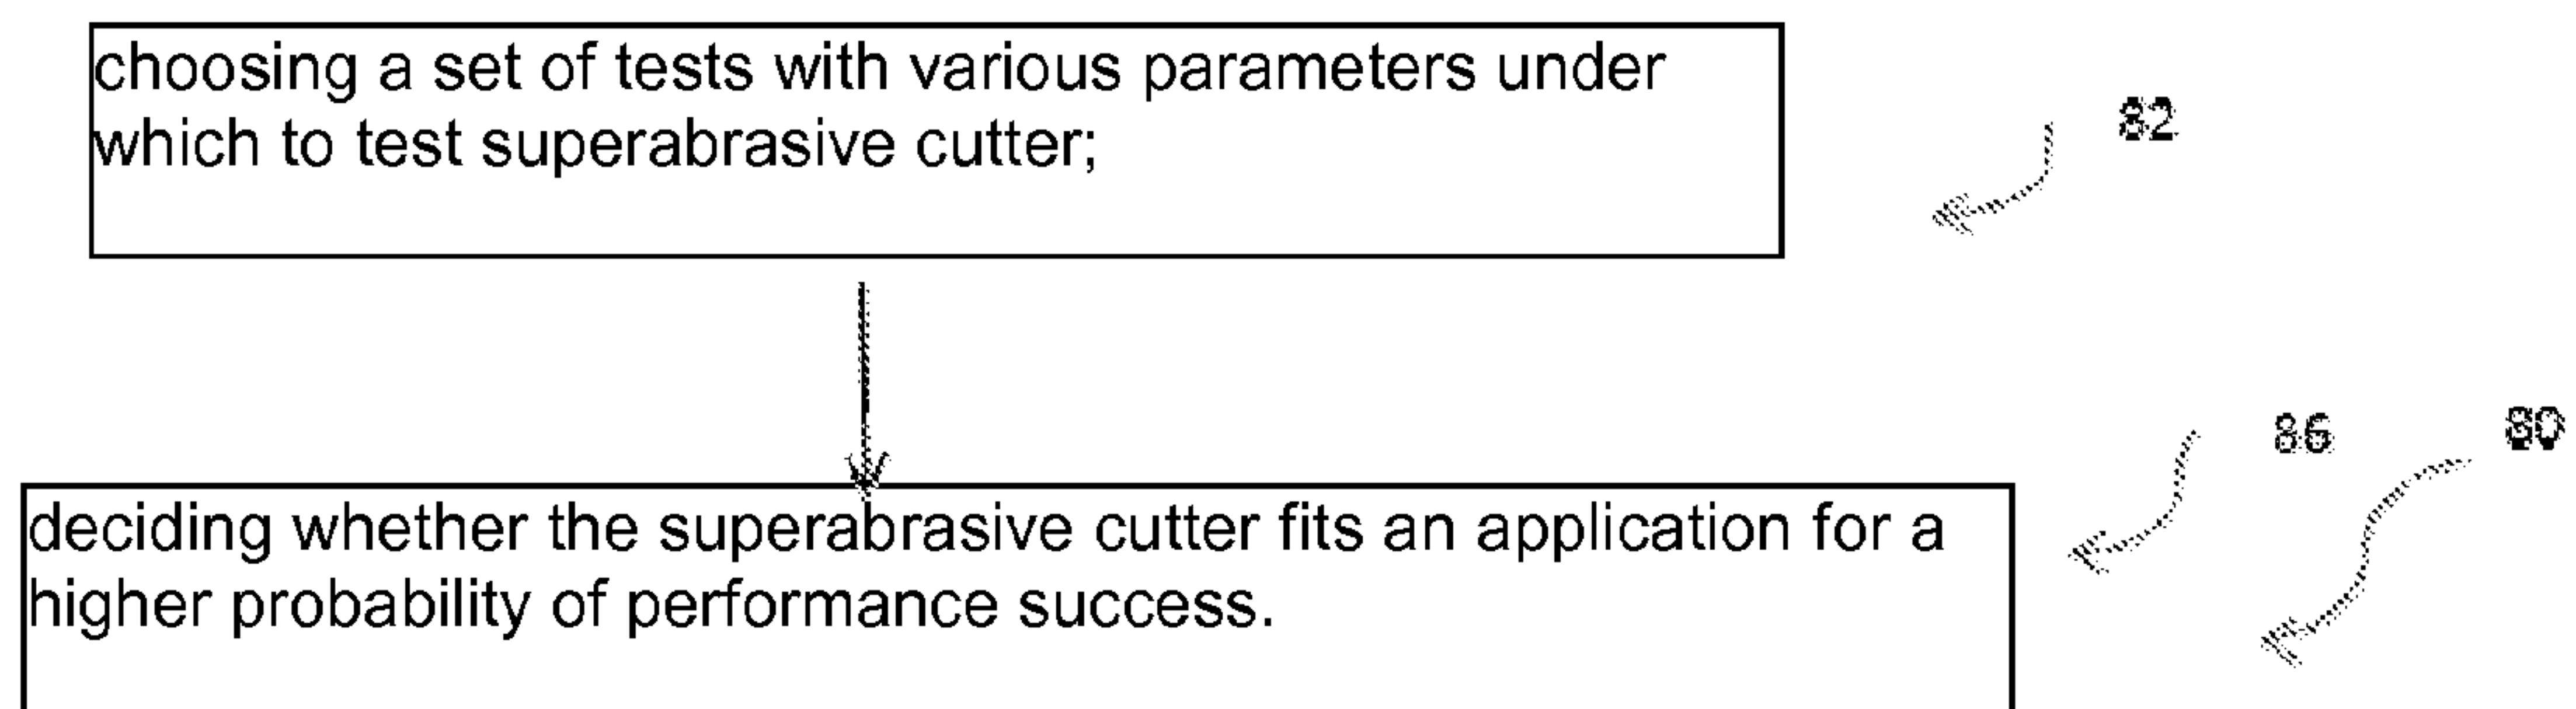 choosing a set of tests with various parameters under
which to test superabrasive cutter;
82
86
80
deciding whether the superabrasive cutter fits an application for a
higher probability of performance success.